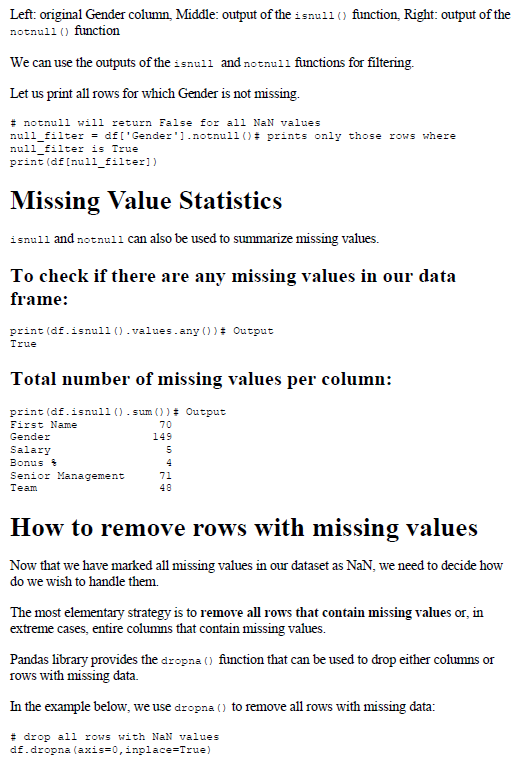 Left: original Gender column, Middle: output of the isnull() function, Right: output of the
notnull() function
We can use the outputs of the isnull and notnull functions for filtering.
Let us print all rows for which Gender is not missing.
# notnull will return False for all NaN values
null_filter = df['Gender'].notnull()# prints only those rows where
null_filter is True
print(df[null_filter])
Missing Value Statistics
isnull and notnull can also be used to summarize missing values.
To check if there are any missing values in our data
frame:
print(df.isnull().values.any())# Output
True
Total number of missing values per column:
print(df.isnull().sum())# Output
First Name 70
Gender 149
Salary 5
Bonus % 4
Senior Management 71
Team 48
How to remove rows with missing values
Now that we have marked all missing values in our dataset as NaN, we need to decide how
do we wish to handle them.
The most elementary strategy is to remove all rows that contain missing values or, in
extreme cases, entire columns that contain missing values.
Pandas library provides the dropna() function that can be used to drop either columns or
rows with missing data.
In the example below, we use dropna() to remove all rows with missing data:
# drop all rows with NaN values
df.dropna(axis=0,inplace=True)